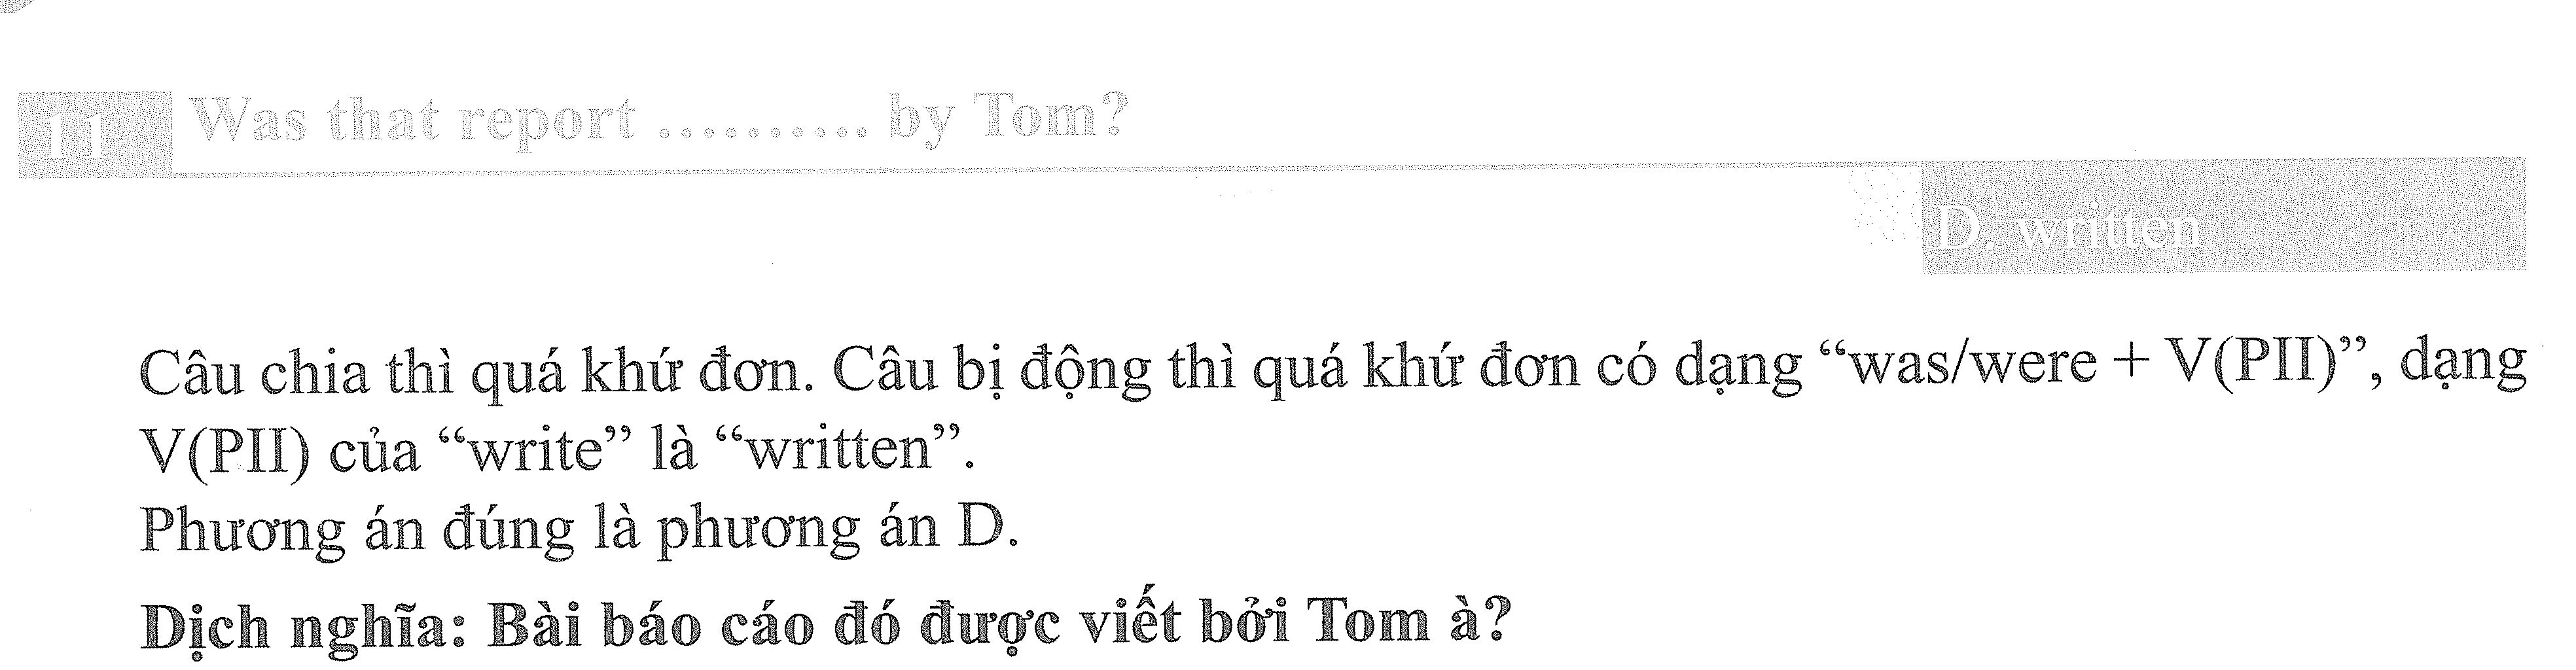 11 Was that report .......... by Tom?
D. written
Câu chia thì quá khứ đơn. Câu bị động thì quá khứ đơn có dạng “was/were + V(PII)”, dạng
V(PII) của “write” là “written”.
Phương án đúng là phương án D.
Dịch nghĩa: Bài báo cáo đó được viết bởi Tom à?